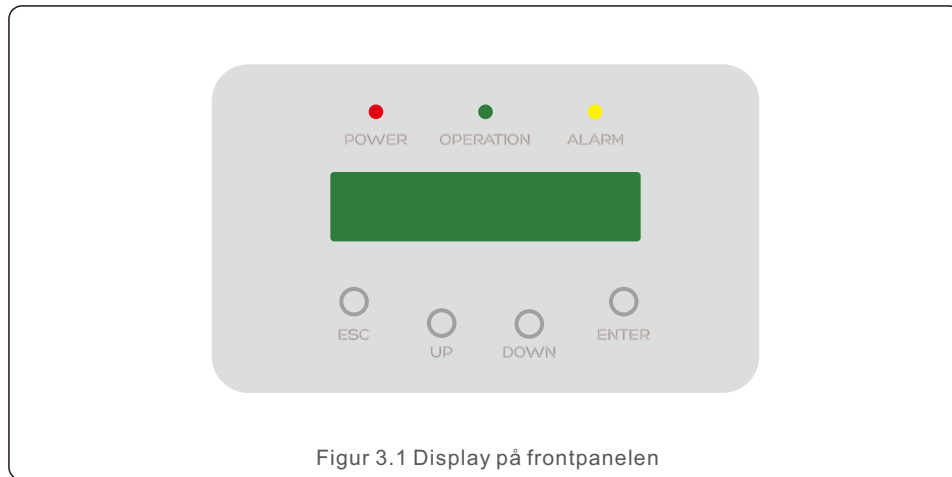 POWER OPERATION ALARM
ESC UP DOWN ENTER
Figur 3.1 Display på frontpanelen